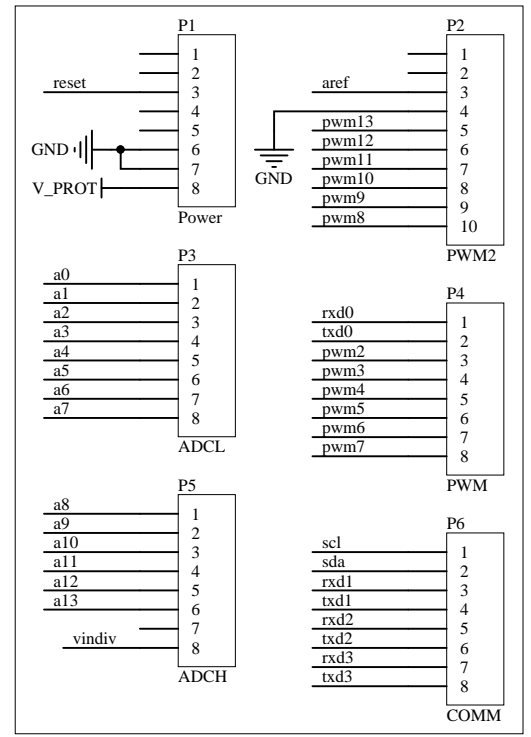 P1
1
2
reset 3
4
5
GND 6
7
V_PROT 8
Power
P2
1
2
aref 3
4
GND
pwm13 5
pwm12 6
pwm11 7
pwm10 8
pwm9 9
pwm8 10
PWM2
P3
a0 1
a1 2
a2 3
a3 4
a4 5
a5 6
a6 7
a7 8
ADCL
P4
rxd0 1
txd0 2
pwm2 3
pwm3 4
pwm4 5
pwm5 6
pwm6 7
pwm7 8
PWM
P5
a8 1
a9 2
a10 3
a11 4
a12 5
a13 6
7
vindiv 8
ADCH
P6
scl 1
sda 2
rxd1 3
txd1 4
rxd2 5
txd2 6
rxd3 7
txd3 8
COMM